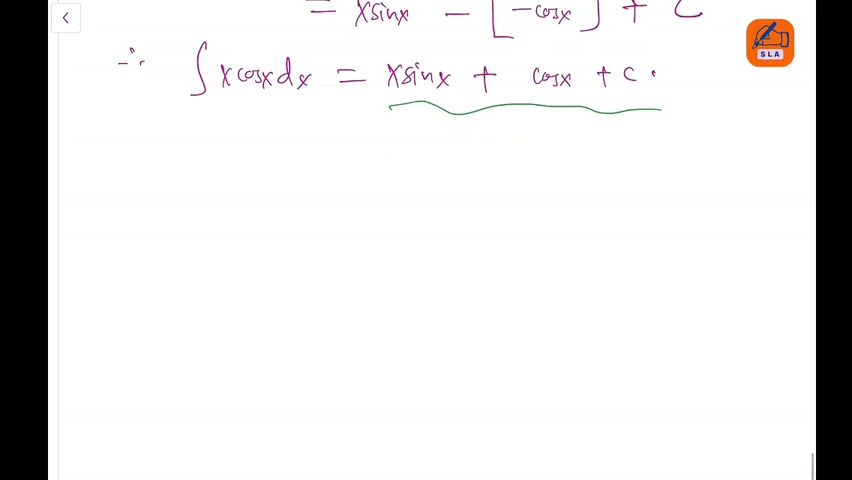 = xsinx - [-cosx] + C
∴ ∫xcosxdx = xsinx + cosx + c.
SLA